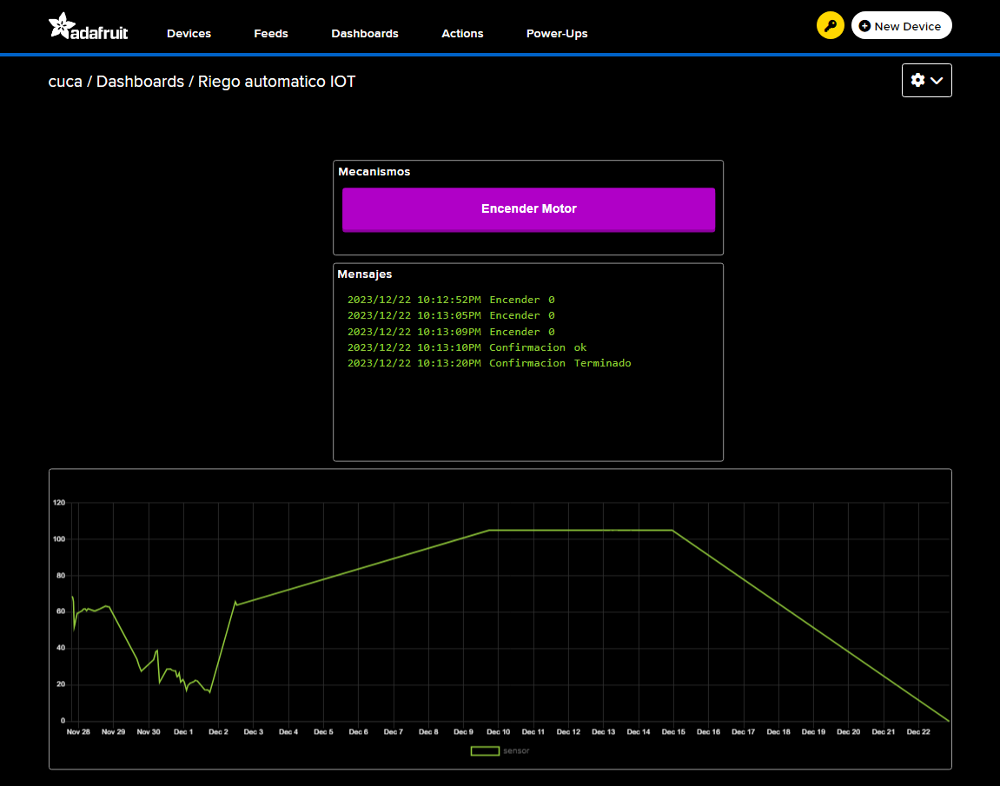 adafruit Devices Feeds Dashboards Actions Power-Ups New Device
cuca / Dashboards / Riego automatico IOT
Mecanismos
Encender Motor
Mensajes
2023/12/22 10:12:52PM Encender 0
2023/12/22 10:13:05PM Encender 0
2023/12/22 10:13:09PM Encender 0
2023/12/22 10:13:10PM Confirmacion ok
2023/12/22 10:13:20PM Confirmacion Terminado
120
100
80
60
40
20
0
Nov 28 Nov 29 Nov 30 Dec 1 Dec 2 Dec 3 Dec 4 Dec 5 Dec 6 Dec 7 Dec 8 Dec 9 Dec 10 Dec 11 Dec 12 Dec 13 Dec 14 Dec 15 Dec 16 Dec 17 Dec 18 Dec 19 Dec 20 Dec 21 Dec 22
sensor